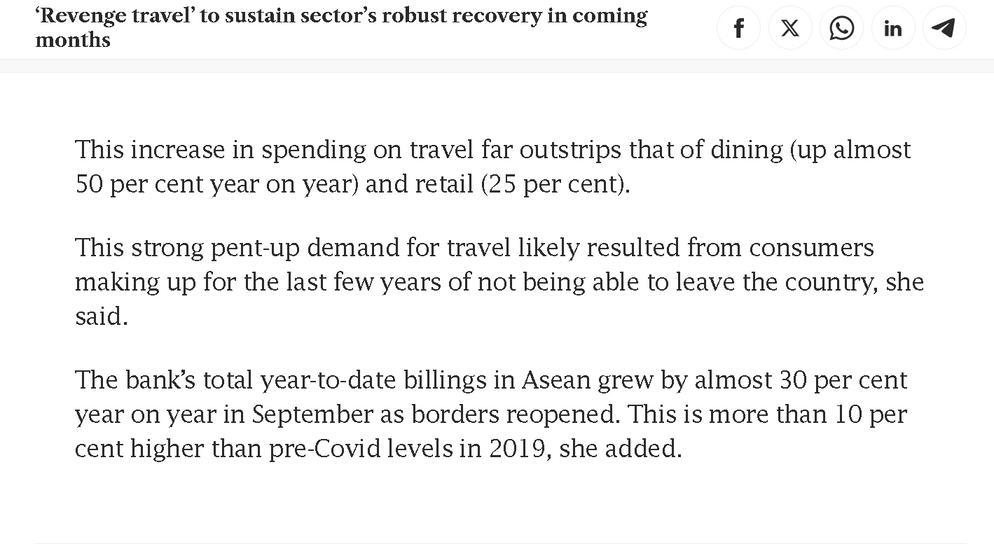 ‘Revenge travel’ to sustain sector’s robust recovery in coming
months
This increase in spending on travel far outstrips that of dining (up almost
50 per cent year on year) and retail (25 per cent).
This strong pent-up demand for travel likely resulted from consumers
making up for the last few years of not being able to leave the country, she
said.
The bank’s total year-to-date billings in Asean grew by almost 30 per cent
year on year in September as borders reopened. This is more than 10 per
cent higher than pre-Covid levels in 2019, she added.